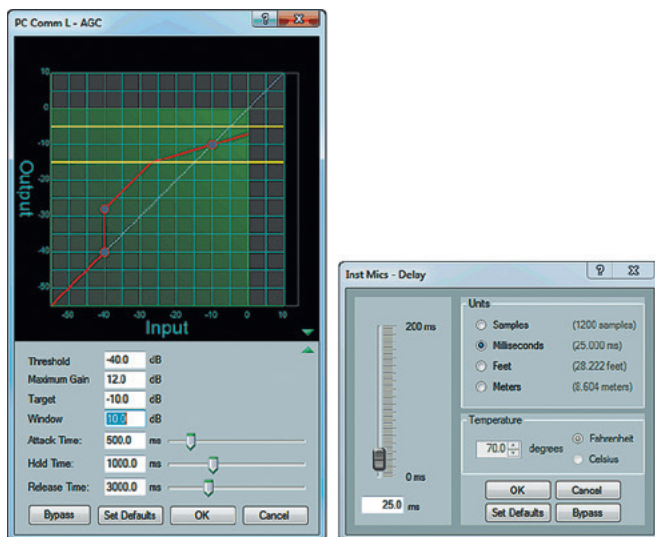 PC Comm L - AGC
?
10
0
-10
-20
-30
-40
-50
Output
-50 -40 -30 -20 -10 0 10
Input
Threshold -40.0 dB
Maximum Gain 12.0 dB
Target -10.0 dB
Window 10.0 dB
Attack Time: 500.0 ms
Hold Time: 1000.0 ms
Release Time: 3000.0 ms
Bypass Set Defaults OK Cancel
Inst Mics - Delay
?
200 ms
0 ms
25.0 ms
Units
Samples (1200 samples)
Milliseconds (25.000 ms)
Feet (28.222 feet)
Meters (8.604 meters)
Temperature
70.0 degrees Fahrenheit
Celsius
OK Cancel
Set Defaults Bypass